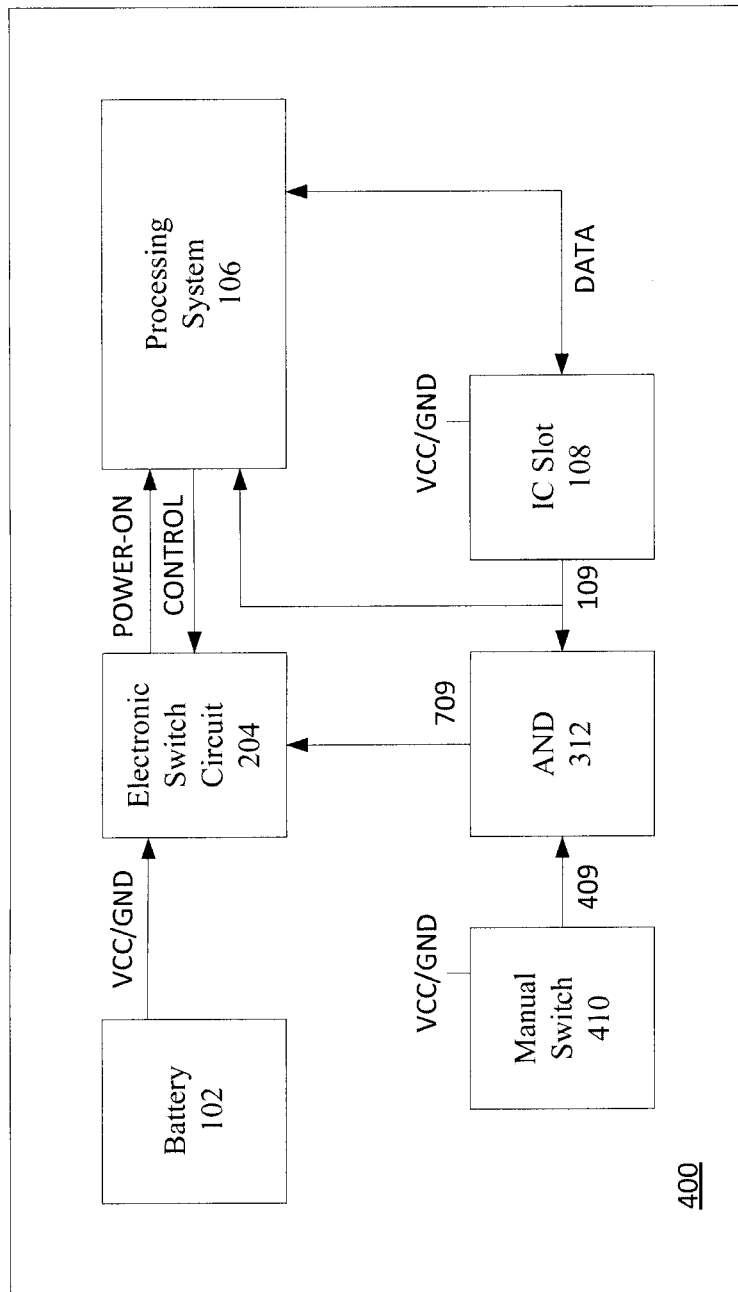 Battery
102
VCC/GND
Electronic
Switch
Circuit
204
POWER-ON
CONTROL
Processing
System
106
VCC/GND
Manual
Switch
410
409
AND
312
709
109
VCC/GND
IC Slot
108
DATA
400